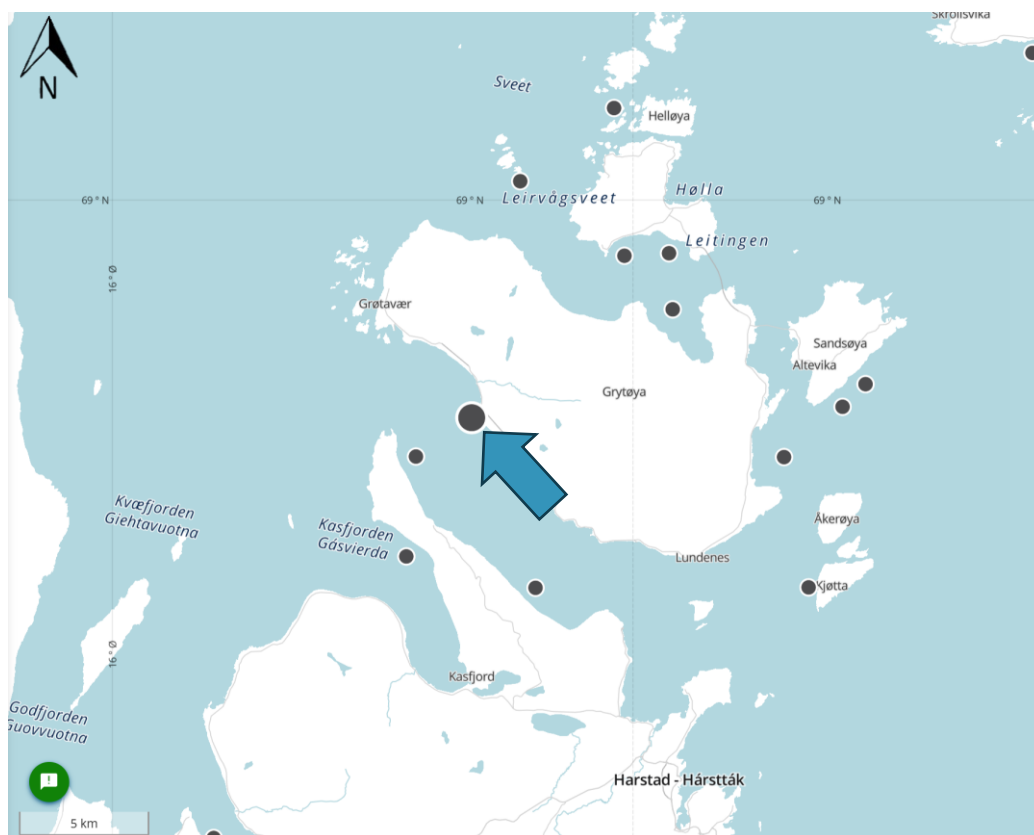 Skrollsvika
N
Sveet
Helløya
Hølla
69° N
69° N
Leirvågsveet
69° N
Leitingen
16° Ø
Grøtavær
Sandsøya
Altevika
Grytøya
Kvæfjorden
Giehtavuotna
Kasfjorden
Gásvierda
Åkerøya
Lundenes
Kjøtta
16° Ø
Kasfjord
Godfjorden
Guovvuotna
Harstad - Hárstták
5 km